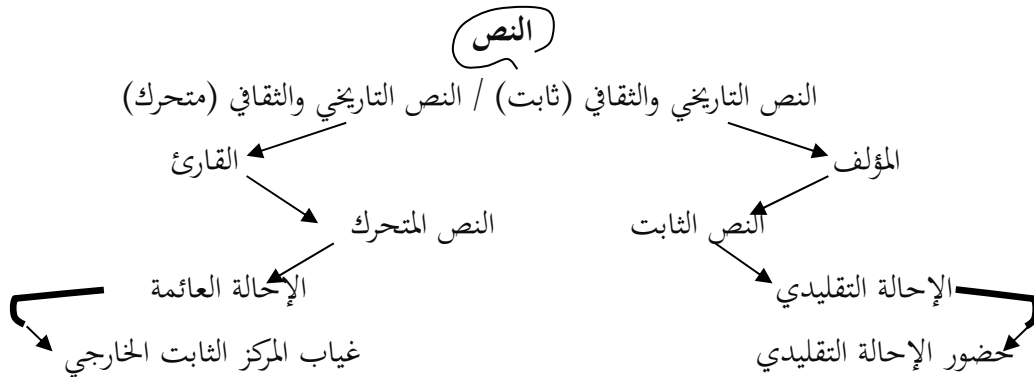 النص
النص التاريخي والثقافي (ثابت) / النص التاريخي والثقافي (متحرك)
المؤلف القارئ
النص الثابت النص المتحرك
الإحالة التقليدي الإحالة العائمة
حضور الإحالة التقليدي غياب المركز الثابت الخارجي